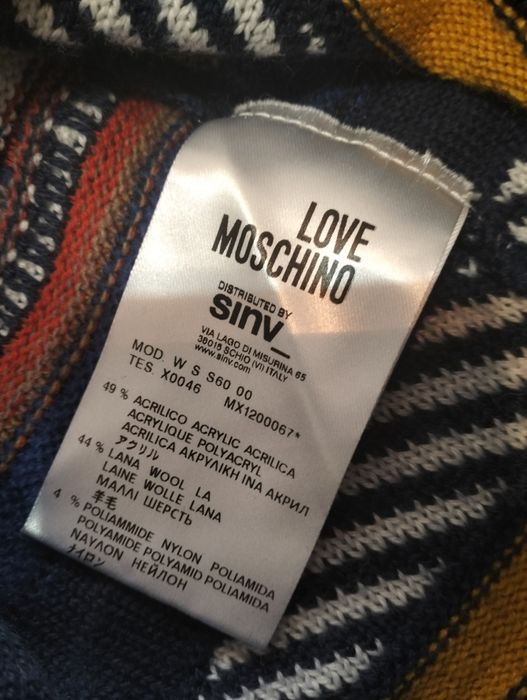 LOVE
MOSCHINO
DISTRIBUTED BY
sinv_
VIA LAGO DI MISURINA 65
36015 SCHIO (VI) ITALY
www.sinv.com
MOD. W S S60 00
TES X0046 MX1200067*
49 % ACRILICO ACRYLIC ACRILICA
ACRYLIQUE POLYACRYL
アクリル
ACRILICA ΑΚΡΥΛΙΚΗ ΙΝΑ АКРИЛ
44 % LANA WOOL LA
LAINE WOLLE LANA
羊毛
ΜΑΛΛΙ ШЕРСТЬ
4 % POLIAMMIDE NYLON POLIAMIDA
POLYAMIDE POLYAMID POLIAMIDA
ナイロン
ΝΑΥΛΟΝ НЕЙЛОН